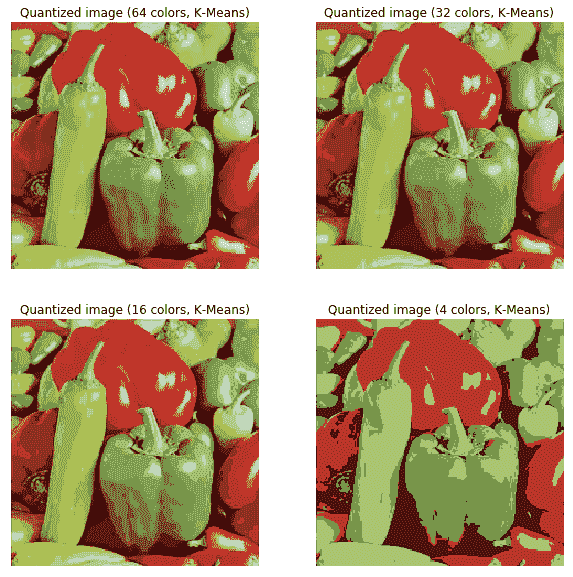 Quantized image (64 colors, K-Means)
Quantized image (32 colors, K-Means)
Quantized image (16 colors, K-Means)
Quantized image (4 colors, K-Means)